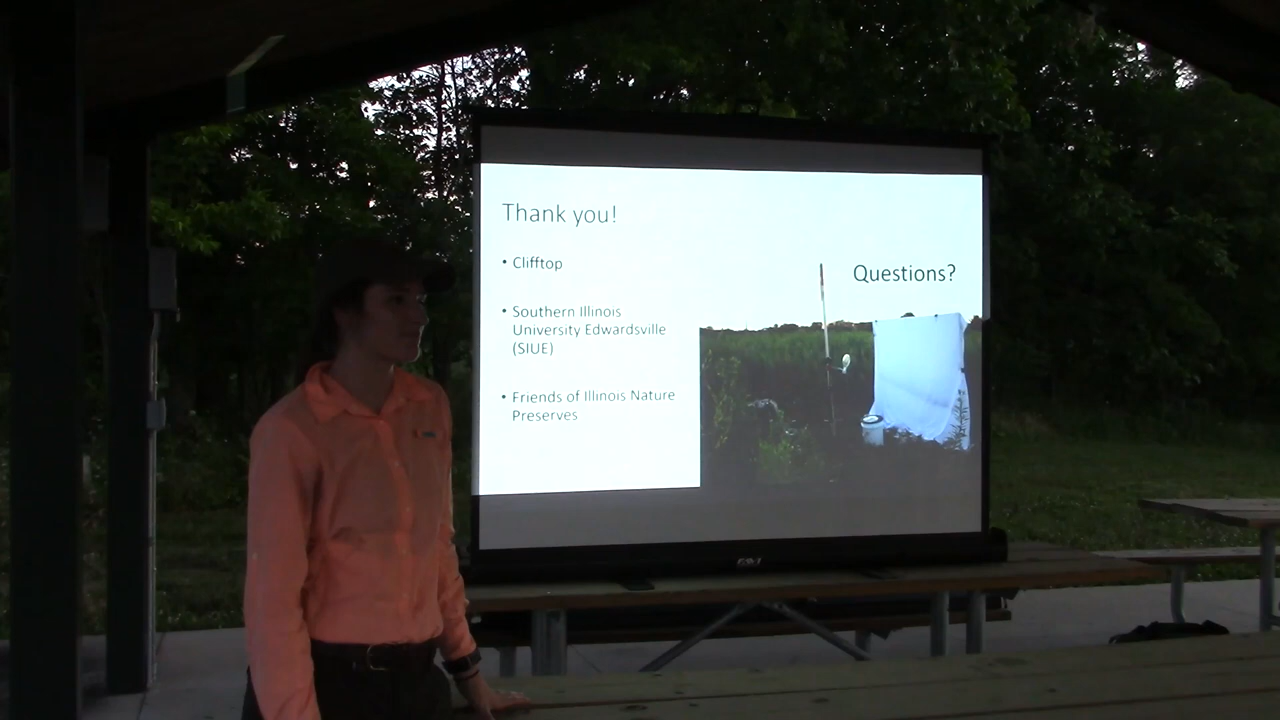 Thank you!
• Clifftop
• Southern Illinois
University Edwardsville
(SIUE)
• Friends of Illinois Nature
Preserves
Questions?